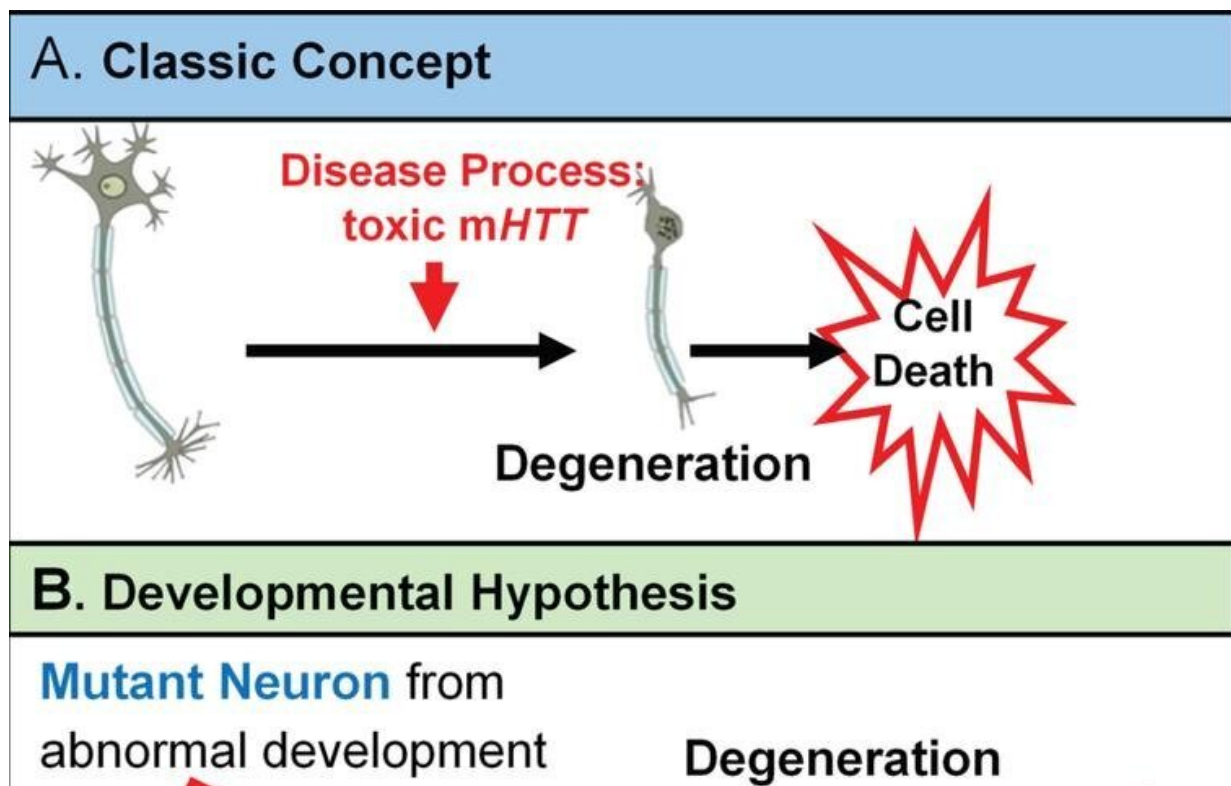 A. Classic Concept
Disease Process:
toxic mHTT
Cell
Death
Degeneration
B. Developmental Hypothesis
Mutant Neuron from
abnormal development
Degeneration